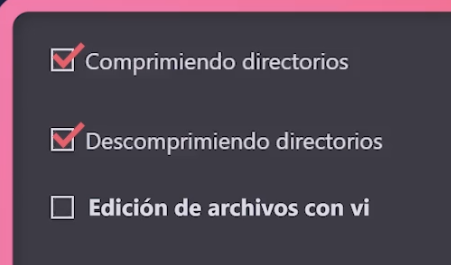 Comprimiendo directorios
Descomprimiendo directorios
Edición de archivos con vi